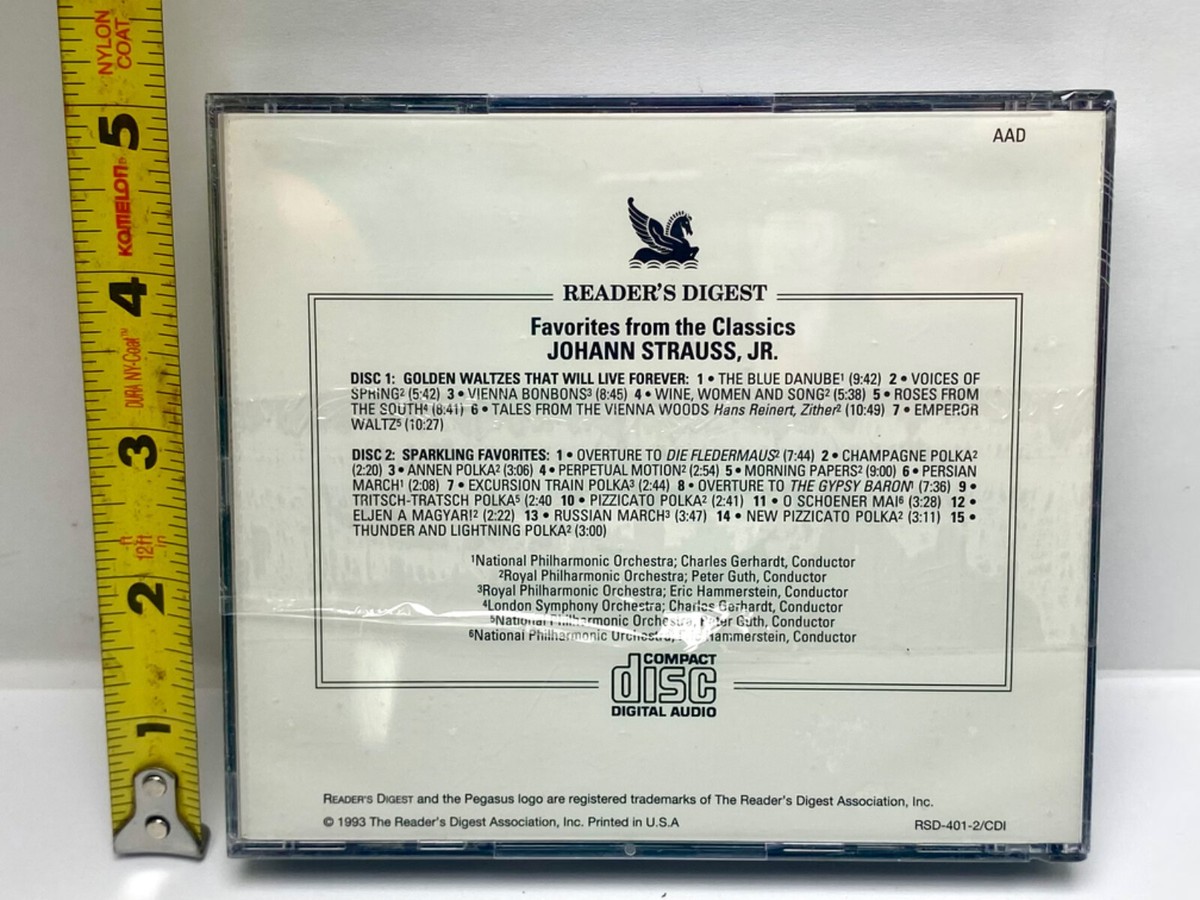 NYLON
COAT
5
KOMELON
4
DURA NY-Coat™
3
ft
12ft
in
2
1
AAD
READER'S DIGEST
Favorites from the Classics
JOHANN STRAUSS, JR.
DISC 1: GOLDEN WALTZES THAT WILL LIVE FOREVER: 1 • THE BLUE DANUBE¹ (9:42) 2 • VOICES OF
SPRING² (5:42) 3 • VIENNA BONBONS³ (8:45) 4 • WINE, WOMEN AND SONG² (5:38) 5 • ROSES FROM
THE SOUTH⁴ (8:41) 6 • TALES FROM THE VIENNA WOODS Hans Reinert, Zither² (10:49) 7 • EMPEROR
WALTZ⁵ (10:27)
DISC 2: SPARKLING FAVORITES: 1 • OVERTURE TO DIE FLEDERMAUS² (7:44) 2 • CHAMPAGNE POLKA²
(2:20) 3 • ANNEN POLKA² (3:06) 4 • PERPETUAL MOTION² (2:54) 5 • MORNING PAPERS² (9:00) 6 • PERSIAN
MARCH¹ (2:08) 7 • EXCURSION TRAIN POLKA³ (2:44) 8 • OVERTURE TO THE GYPSY BARON¹ (7:36) 9 •
TRITSCH-TRATSCH POLKA⁵ (2:40 10 • PIZZICATO POLKA² (2:41) 11 • O SCHOENER MAI⁶ (3:28) 12 •
ELJEN A MAGYAR!² (2:22) 13 • RUSSIAN MARCH³ (3:47) 14 • NEW PIZZICATO POLKA² (3:11) 15 •
THUNDER AND LIGHTNING POLKA² (3:00)
¹National Philharmonic Orchestra; Charles Gerhardt, Conductor
²Royal Philharmonic Orchestra; Peter Guth, Conductor
³Royal Philharmonic Orchestra; Eric Hammerstein, Conductor
⁴London Symphony Orchestra; Charles Gerhardt, Conductor
⁵National Philharmonic Orchestra, Peter Guth, Conductor
⁶National Philharmonic Orchestra, Hammerstein, Conductor
COMPACT
disc
DIGITAL AUDIO
READER'S DIGEST and the Pegasus logo are registered trademarks of The Reader's Digest Association, Inc.
© 1993 The Reader's Digest Association, Inc. Printed in U.S.A
RSD-401-2/CDI